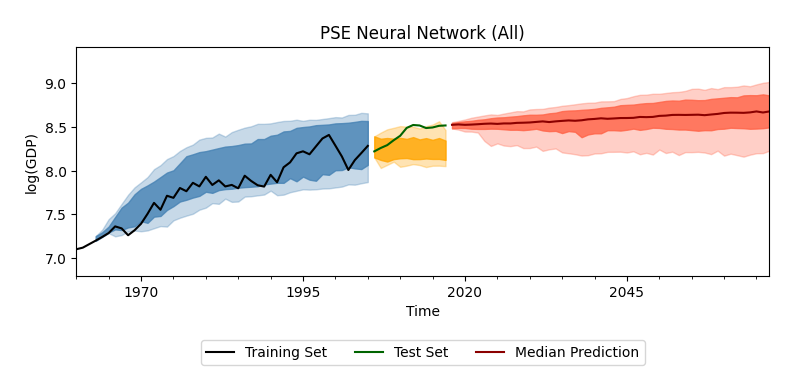 PSE Neural Network (All)
log(GDP)
9.0
8.5
8.0
7.5
7.0
1970 1995 2020 2045
Time
Training Set Test Set Median Prediction